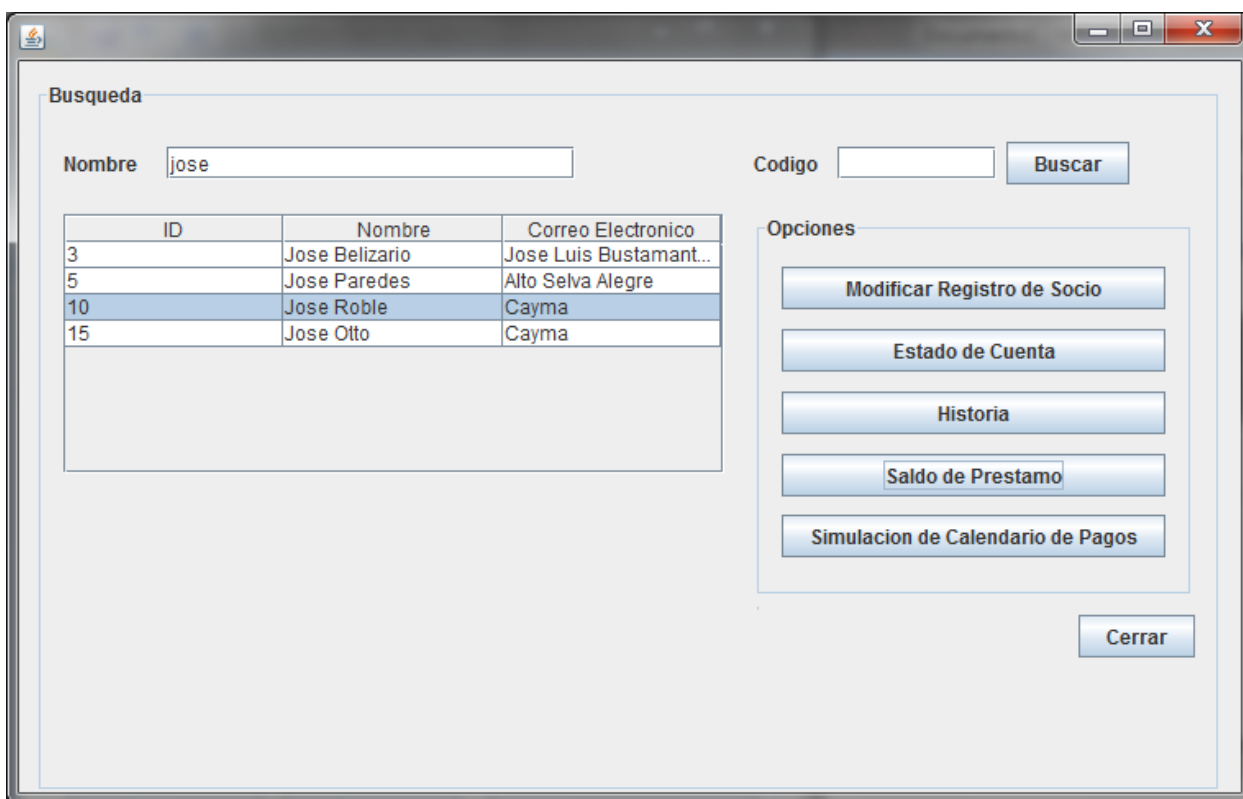 Busqueda
Nombre jose Codigo Buscar
ID Nombre Correo Electronico
3 Jose Belizario Jose Luis Bustamant...
5 Jose Paredes Alto Selva Alegre
10 Jose Roble Cayma
15 Jose Otto Cayma
Opciones
Modificar Registro de Socio
Estado de Cuenta
Historia
Saldo de Prestamo
Simulacion de Calendario de Pagos
Cerrar